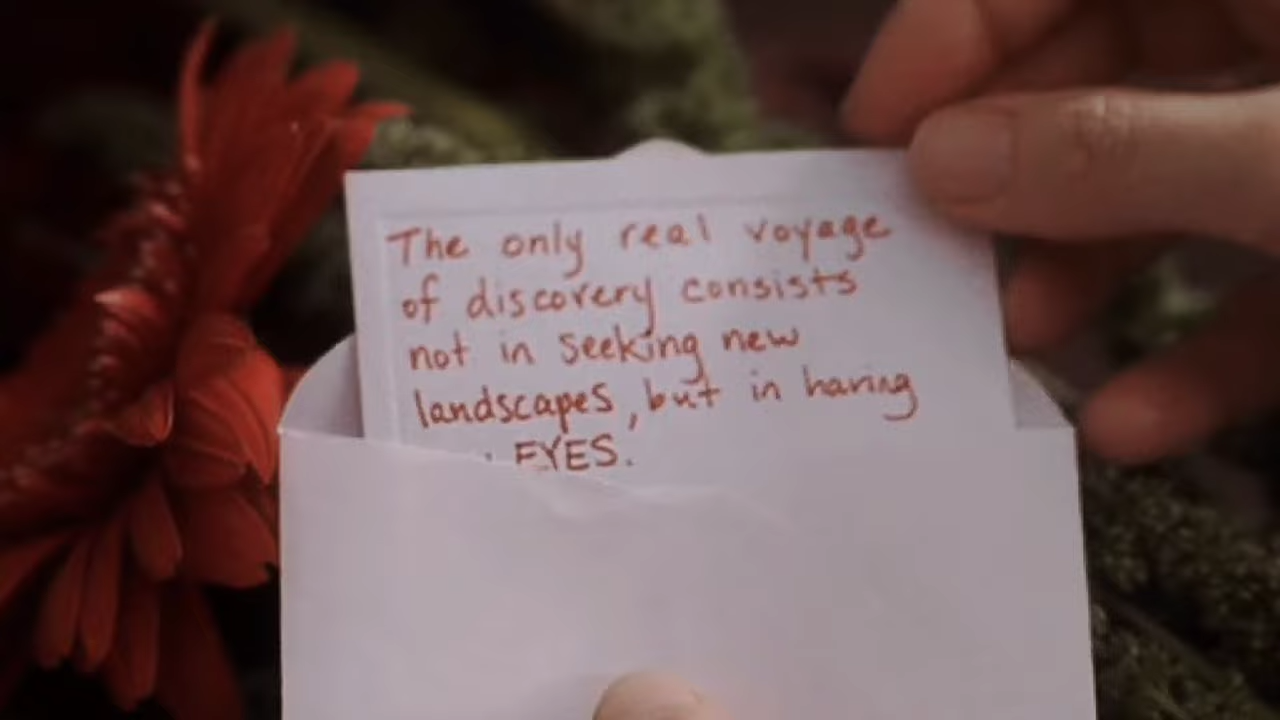 The only real voyage
of discovery consists
not in seeking new
landscapes, but in having
EYES.